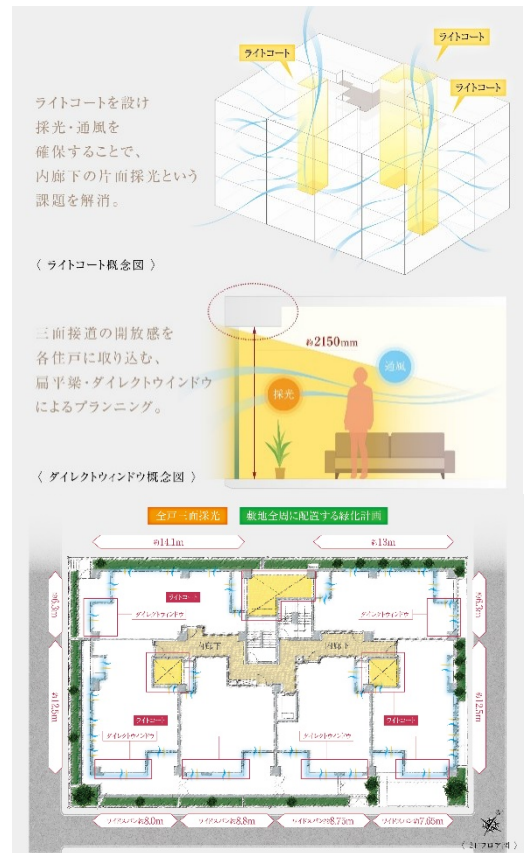 ライトコート
ライトコート
ライトコート
ライトコートを設け
採光・通風を
確保することで、
内廊下の片面採光という
課題を解消。
〈 ライトコート概念図 〉
三面接道の開放感を
各住戸に取り込む、
扁平梁・ダイレクトウインドウ
によるプランニング。
約2150mm
通風
採光
〈 ダイレクトウィンドウ概念図 〉
全戸三面採光
敷地全周に配置する緑化計画
約14.1m
約13m
約6.3m
約6.3m
ライトコート
ダイレクトウィンドウ
ダイレクトウィンドウ
内廊下
内廊下
約12.5m
約12.5m
ライトコート
ライトコート
ダイレクトウィンドウ
ダイレクトウィンドウ
ワイドスパン約8.0m
ワイドスパン約8.8m
ワイドスパン約8.75m
ワイドスパン約7.65m